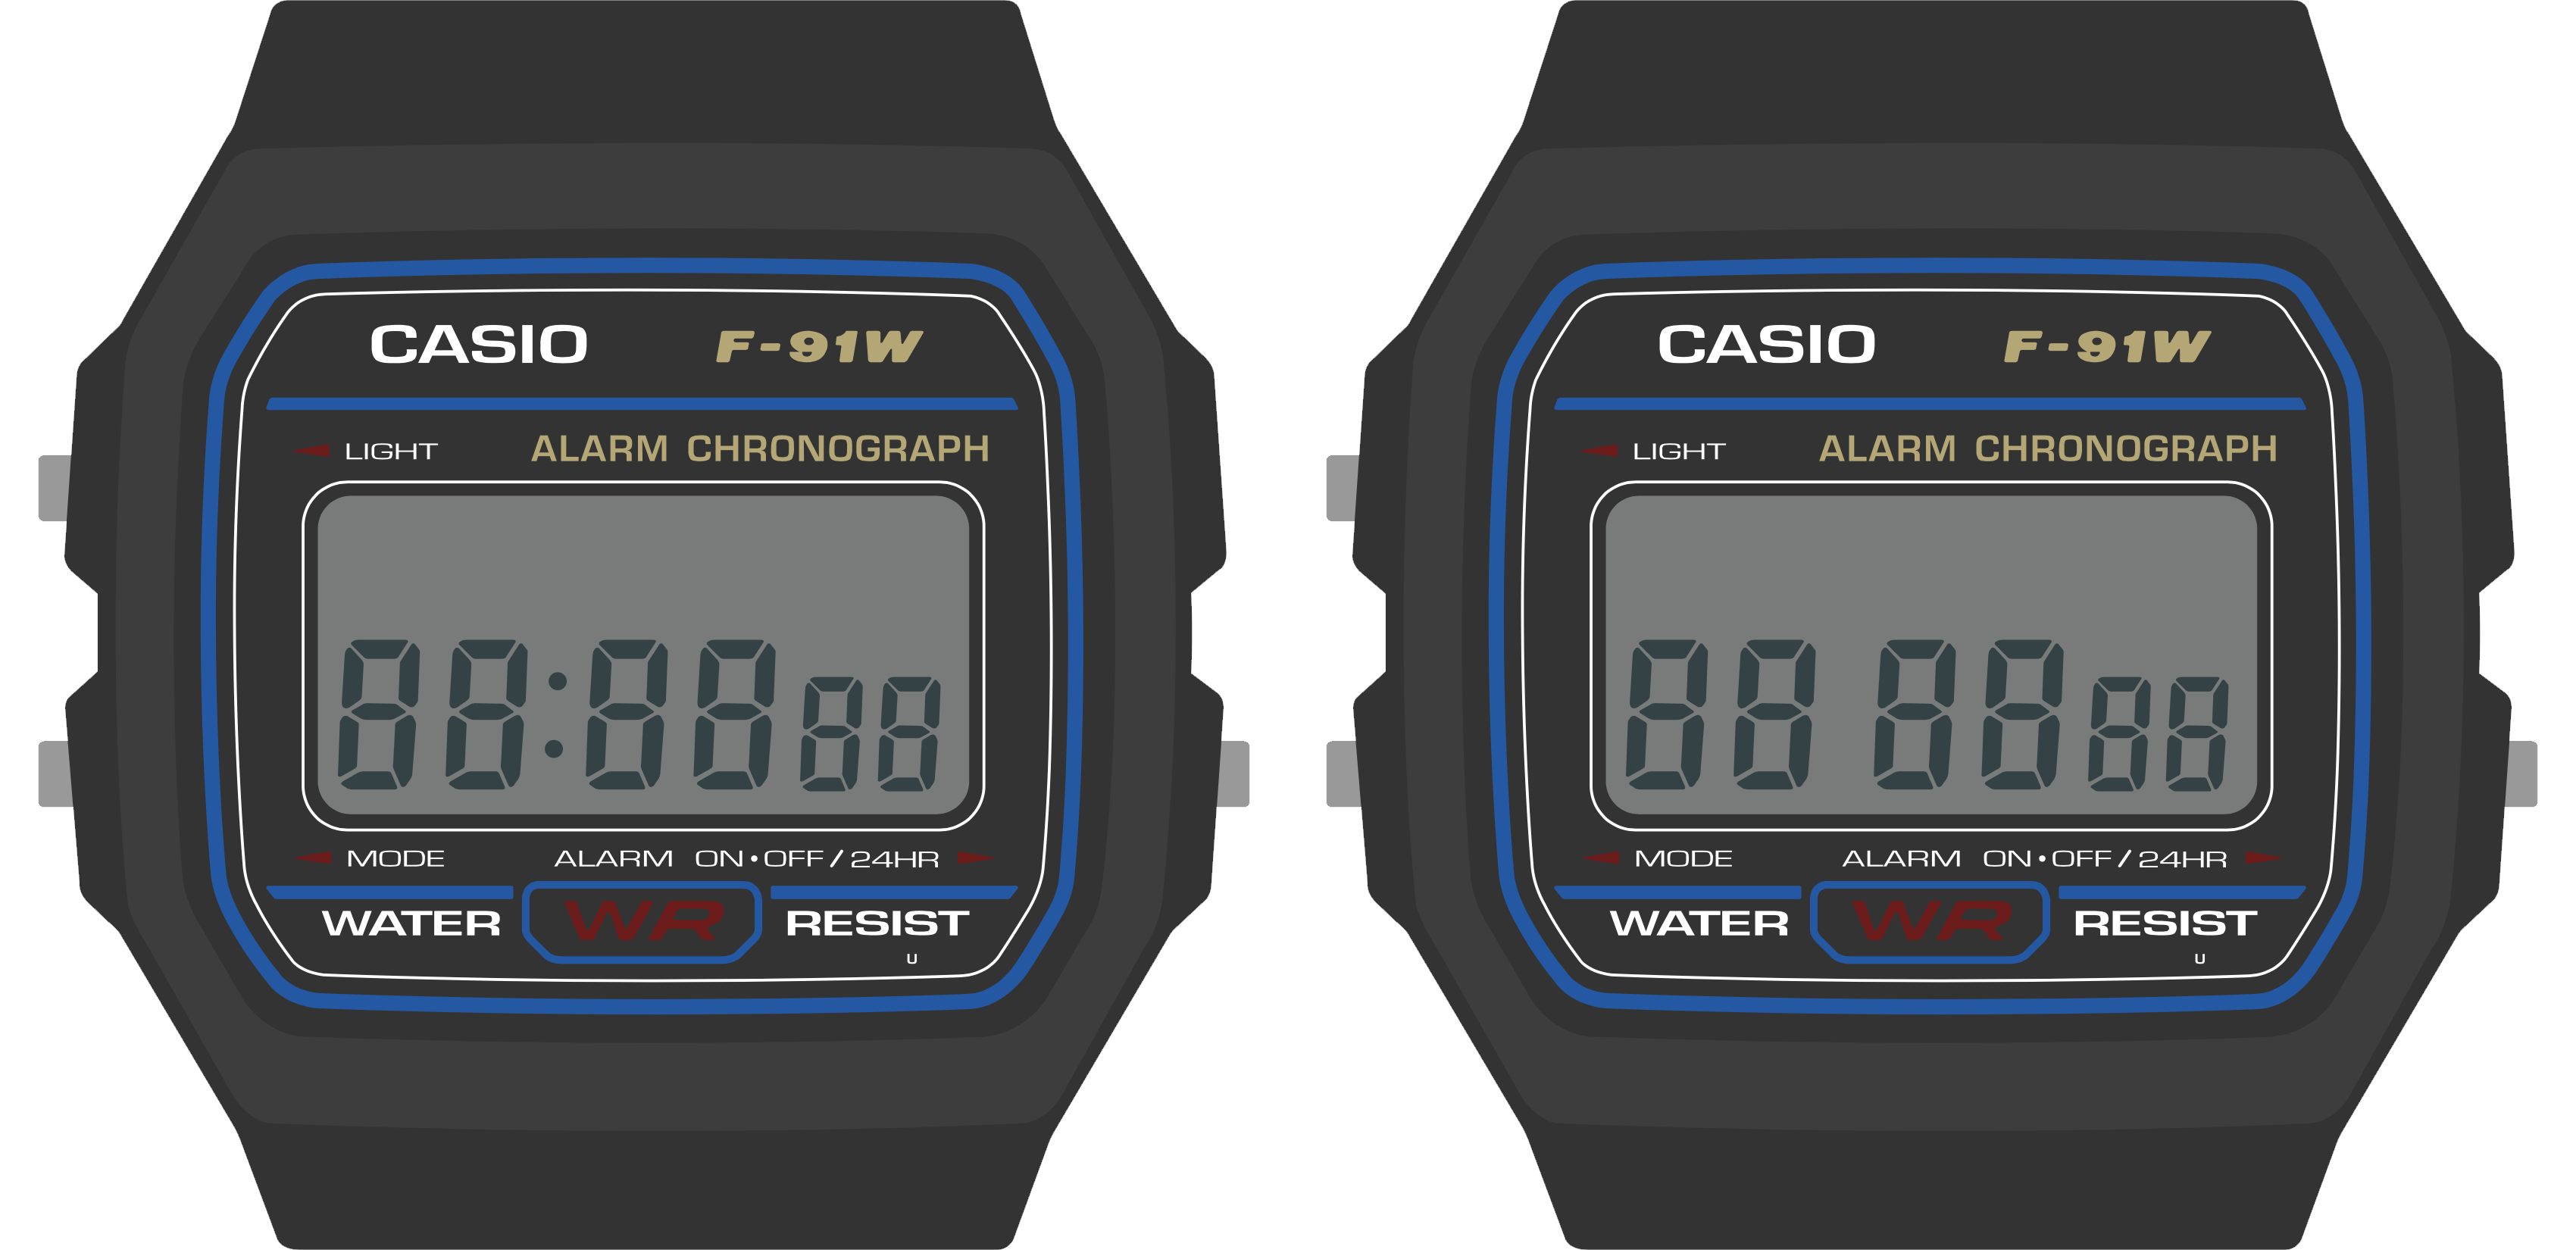 CASIO F-91W
LIGHT ALARM CHRONOGRAPH
88:88 88
MODE ALARM ON•OFF/24HR
WATER WR RESIST
U
CASIO F-91W
LIGHT ALARM CHRONOGRAPH
88 88 88
MODE ALARM ON•OFF/24HR
WATER WR RESIST
U